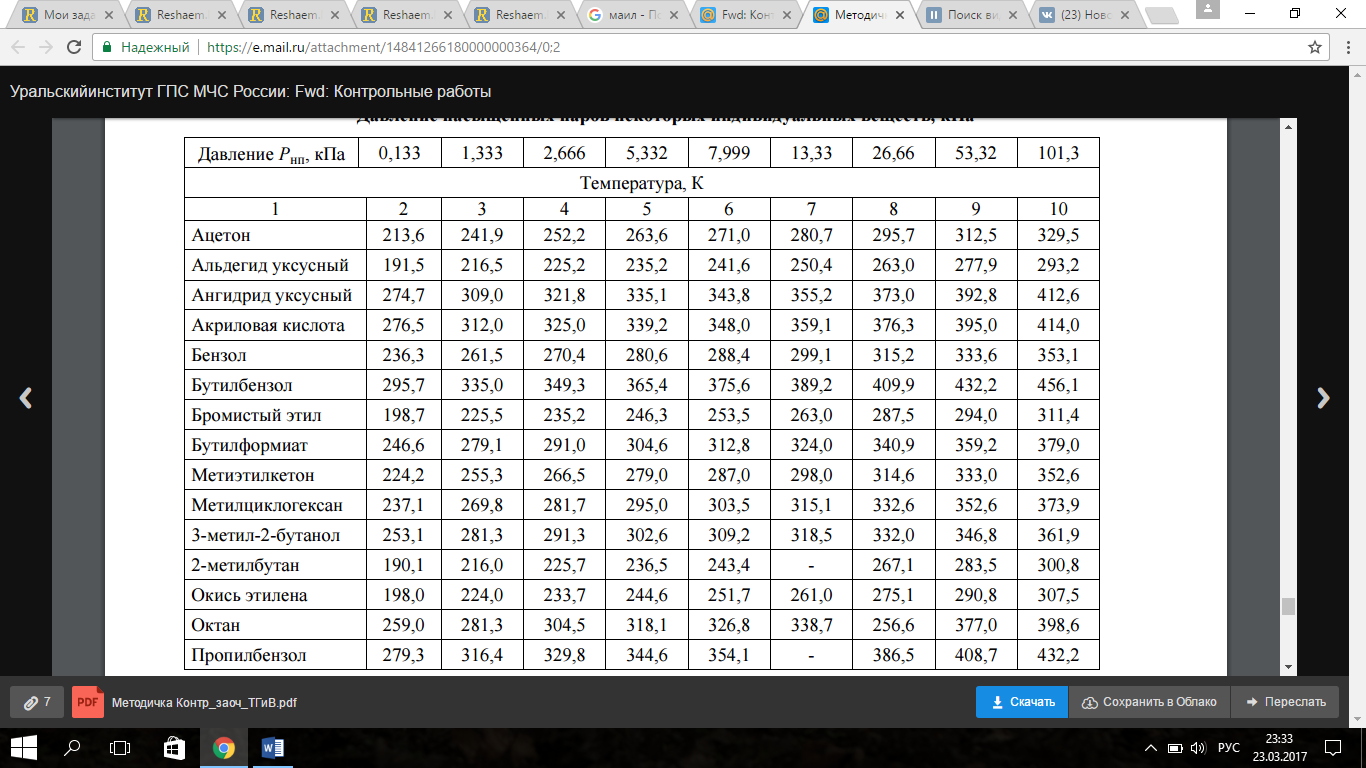 Мои зада Reshaem. Reshaem. Reshaem. Reshaem. маил - По Fwd: Конт Методич Поиск ви (23) Ново
Надежный https://e.mail.ru/attachment/14841266180000000364/0;2
Уральскийинститут ГПС МЧС России: Fwd: Контрольные работы
Давление насыщенных паров некоторых индивидуальных веществ, кПа
Давление Pнп, кПа 0,133 1,333 2,666 5,332 7,999 13,33 26,66 53,32 101,3
Температура, К
1 2 3 4 5 6 7 8 9 10
Ацетон 213,6 241,9 252,2 263,6 271,0 280,7 295,7 312,5 329,5
Альдегид уксусный 191,5 216,5 225,2 235,2 241,6 250,4 263,0 277,9 293,2
Ангидрид уксусный 274,7 309,0 321,8 335,1 343,8 355,2 373,0 392,8 412,6
Акриловая кислота 276,5 312,0 325,0 339,2 348,0 359,1 376,3 395,0 414,0
Бензол 236,3 261,5 270,4 280,6 288,4 299,1 315,2 333,6 353,1
Бутилбензол 295,7 335,0 349,3 365,4 375,6 389,2 409,9 432,2 456,1
Бромистый этил 198,7 225,5 235,2 246,3 253,5 263,0 287,5 294,0 311,4
Бутилформиат 246,6 279,1 291,0 304,6 312,8 324,0 340,9 359,2 379,0
Метиэтилкетон 224,2 255,3 266,5 279,0 287,0 298,0 314,6 333,0 352,6
Метилциклогексан 237,1 269,8 281,7 295,0 303,5 315,1 332,6 352,6 373,9
3-метил-2-бутанол 253,1 281,3 291,3 302,6 309,2 318,5 332,0 346,8 361,9
2-метилбутан 190,1 216,0 225,7 236,5 243,4 - 267,1 283,5 300,8
Окись этилена 198,0 224,0 233,7 244,6 251,7 261,0 275,1 290,8 307,5
Октан 259,0 281,3 304,5 318,1 326,8 338,7 256,6 377,0 398,6
Пропилбензол 279,3 316,4 329,8 344,6 354,1 - 386,5 408,7 432,2
7 PDF Методичка Контр_заоч_ТГиВ.pdf Скачать Сохранить в Облако Переслать
РУС 23:33
23.03.2017